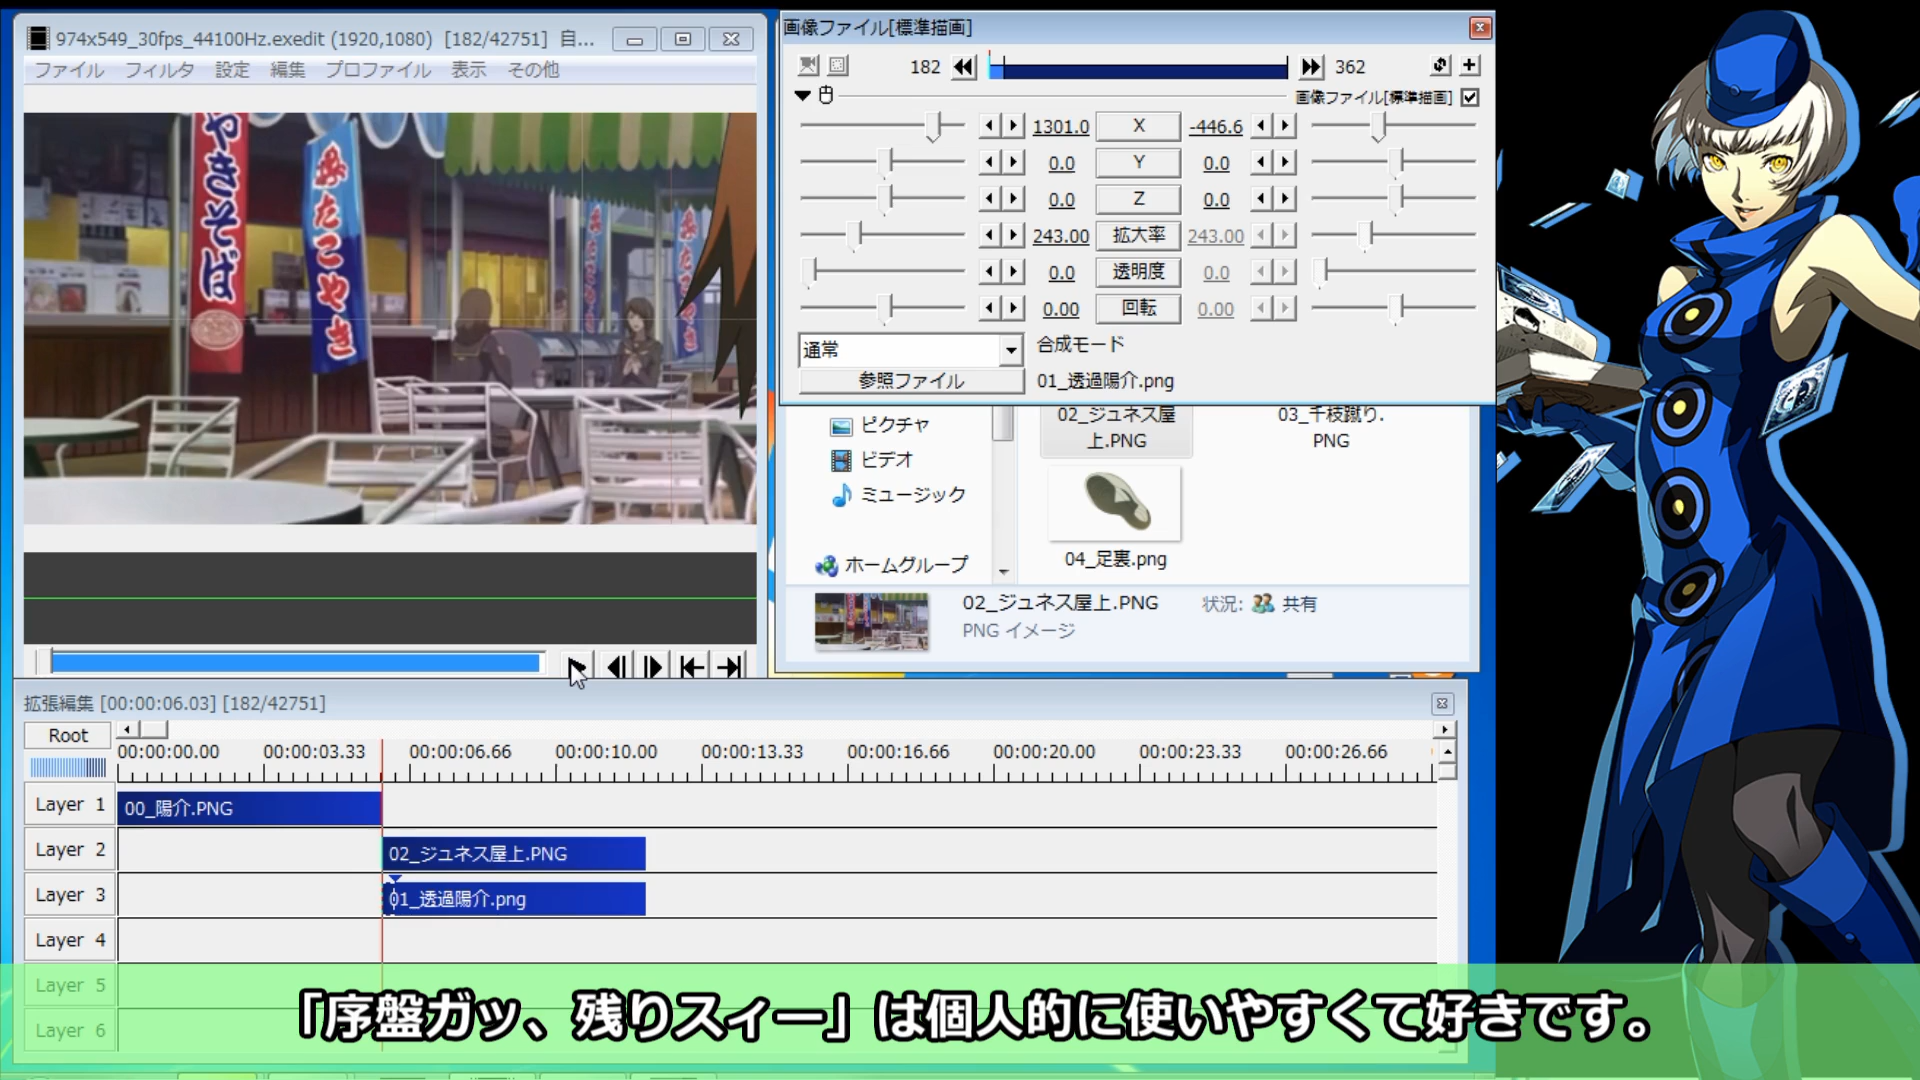 974x549_30fps_44100Hz.exedit (1920,1080) [182/42751] 自...
ファイル フィルタ 設定 編集 プロファイル 表示 その他
やきそば
たこやき
画像ファイル[標準描画]
182 362
画像ファイル[標準描画]
1301.0 X -446.6
0.0 Y 0.0
0.0 Z 0.0
243.00 拡大率 243.00
0.0 透明度 0.0
0.00 回転 0.00
通常 合成モード
参照ファイル 01_透過陽介.png
ピクチャ
ビデオ
ミュージック
ホームグループ
02_ジュネス屋
上.PNG
03_千枝蹴り.
PNG
04_足裏.png
02_ジュネス屋上.PNG 状況: 共有
PNG イメージ
拡張編集 [00:00:06.03] [182/42751]
Root
00:00:00.00 00:00:03.33 00:00:06.66 00:00:10.00 00:00:13.33 00:00:16.66 00:00:20.00 00:00:23.33 00:00:26.66
Layer 1 00_陽介.PNG
Layer 2 02_ジュネス屋上.PNG
Layer 3 01_透過陽介.png
Layer 4
Layer 5
Layer 6
「序盤ガッ、残りスィー」は個人的に使いやすくて好きです。